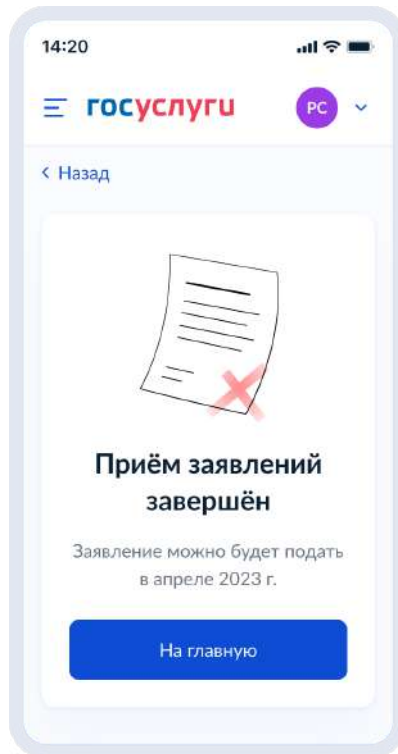 14:20
госуслуги
РС
Назад
Приём заявлений
завершён
Заявление можно будет подать
в апреле 2023 г.
На главную